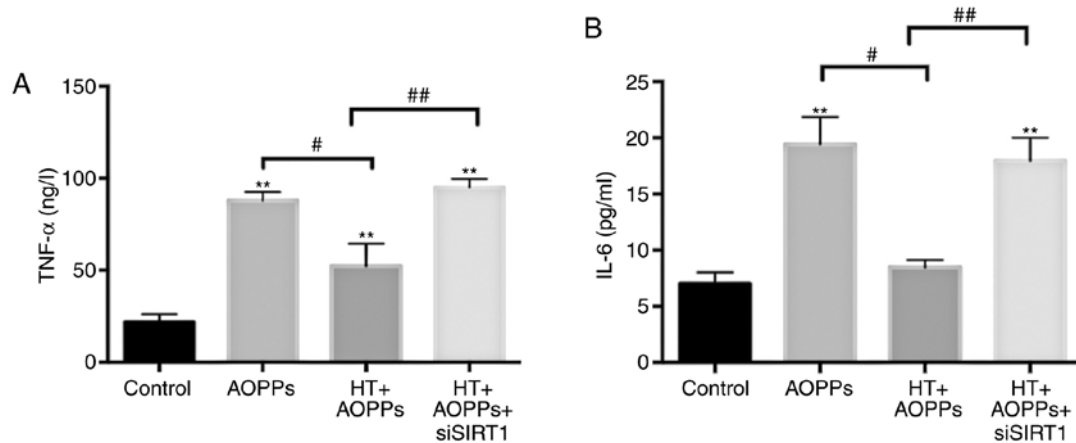 A
TNF-α (ng/l)
150
100
50
0
**
**
**
#
##
Control
AOPPs
HT+
AOPPs
HT+
AOPPs+
siSIRT1
B
IL-6 (pg/ml)
25
20
15
10
5
0
**
**
#
##
Control
AOPPs
HT+
AOPPs
HT+
AOPPs+
siSIRT1